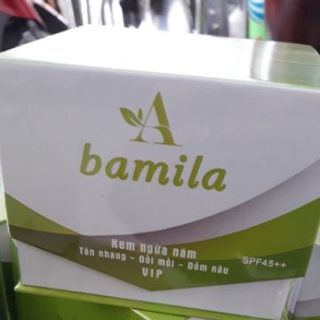 A
bamila
Kem ngừa nám
Tàn nhang - Đồi mồi - Đốm nâu
VIP
SPF45++